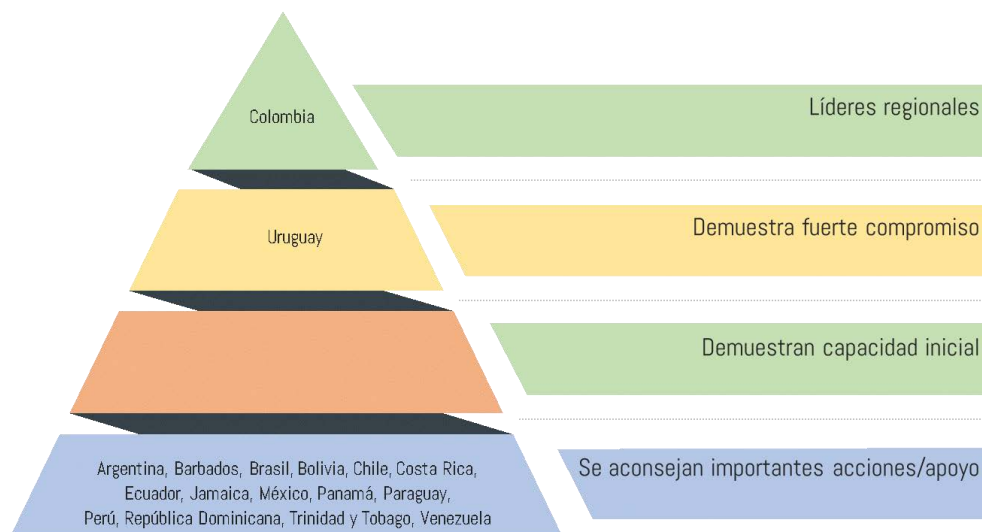 Colombia
Líderes regionales
Uruguay
Demuestra fuerte compromiso
Demuestran capacidad inicial
Argentina, Barbados, Brasil, Bolivia, Chile, Costa Rica,
Ecuador, Jamaica, México, Panamá, Paraguay,
Perú, República Dominicana, Trinidad y Tobago, Venezuela
Se aconsejan importantes acciones/apoyo